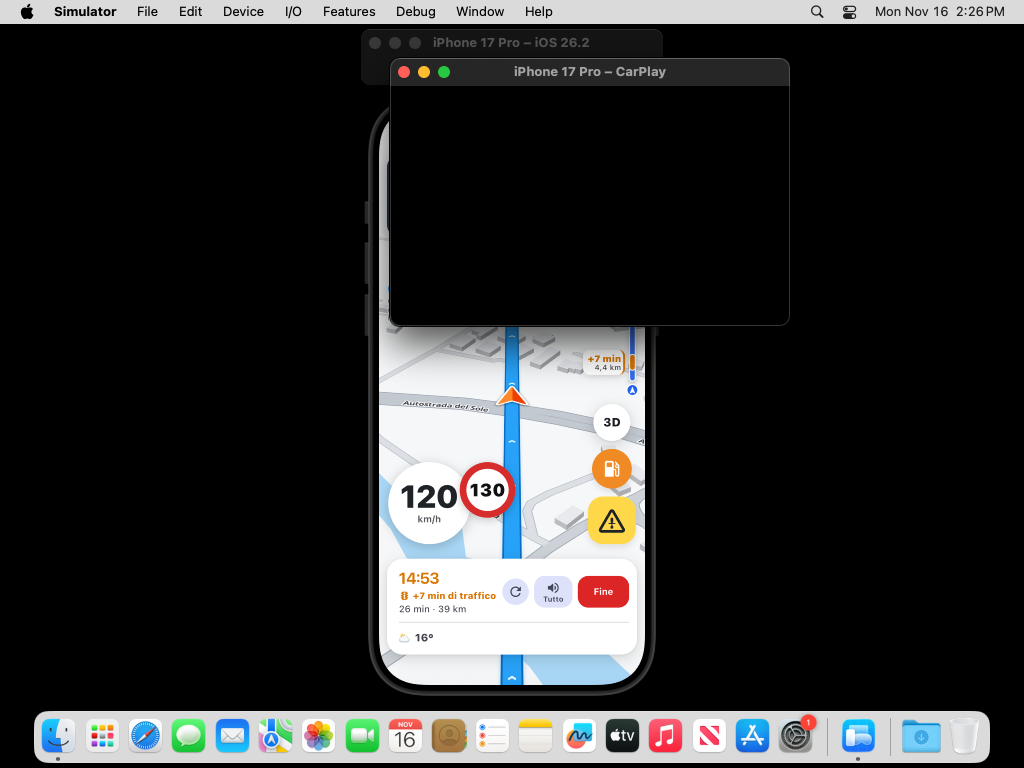 Simulator File Edit Device I/O Features Debug Window Help Mon Nov 16 2:26 PM
iPhone 17 Pro – iOS 26.2
iPhone 17 Pro – CarPlay
+7 min
4,4 km
Autostrada del Sole
3D
120
km/h
130
14:53
+7 min di traffico
26 min · 39 km
Tutto
Fine
16°
NOV
16
tv
1